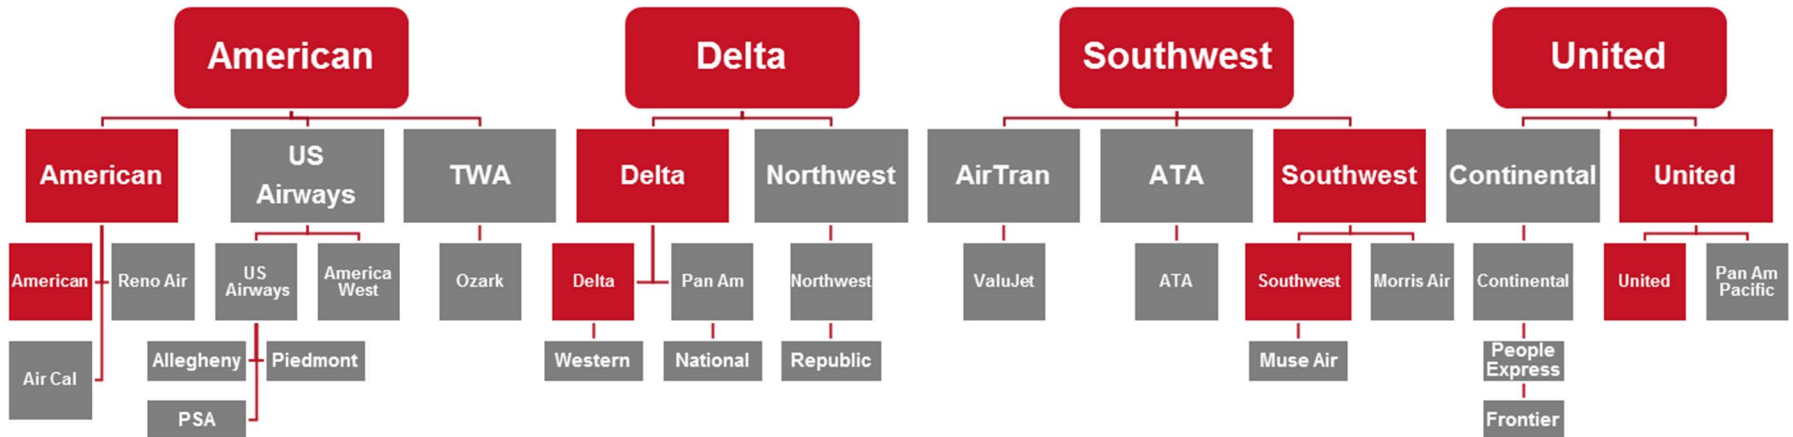 American
Delta
Southwest
United
American
US
Airways
TWA
Delta
Northwest
AirTran
ATA
Southwest
Continental
United
American
Reno Air
US
Airways
America
West
Ozark
Delta
Pan Am
Northwest
ValuJet
ATA
Southwest
Morris Air
Continental
United
Pan Am
Pacific
Air Cal
Allegheny
Piedmont
Western
National
Republic
Muse Air
People
Express
PSA
Frontier